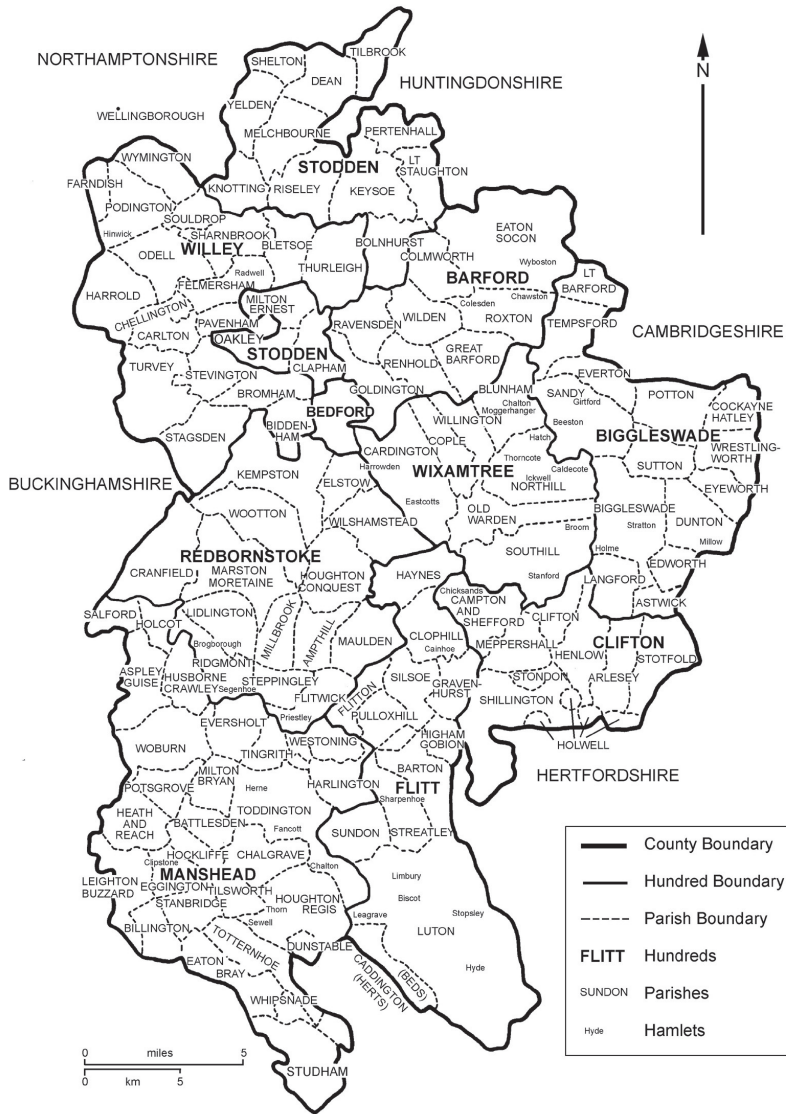 NORTHAMPTONSHIRE
HUNTINGDONSHIRE
N
TILBROOK
SHELTON
DEAN
YELDEN
WELLINGBOROUGH
MELCHBOURNE
PERTENHALL
WYMINGTON
STODDEN
LT
STAUGHTON
FARNDISH
KNOTTING
RISELEY
KEYSOE
PODINGTON
SOULDROP
Hinwick
SHARNBROOK
WILLEY
BLETSOE
BOLNHURST
EATON
SOCON
ODELL
COLMWORTH
Radwell
THURLEIGH
Wyboston
BARFORD
LT
BARFORD
FELMERSHAM
HARROLD
MILTON
ERNEST
Colesden
Chawston
CHELLINGTON
PAVENHAM
RAVENSDEN
WILDEN
ROXTON
TEMPSFORD
CAMBRIDGESHIRE
CARLTON
OAKLEY
STODDEN
GREAT
BARFORD
TURVEY
CLAPHAM
RENHOLD
EVERTON
STEVINGTON
GOLDINGTON
BLUNHAM
SANDY
POTTON
BROMHAM
BEDFORD
Chalton
Girtford
COCKAYNE
HATLEY
WILLINGTON
Moggerhanger
Beeston
BIDDEN-
HAM
STAGSDEN
CARDINGTON
COPLE
Hatch
BIGGLESWADE
WRESTLING-
WORTH
Harrowden
WIXAMTREE
Thorncote
Caldecote
SUTTON
BUCKINGHAMSHIRE
KEMPSTON
ELSTOW
Ickwell
NORTHILL
EYEWORTH
Eastcotts
WOOTTON
WILSHAMSTEAD
OLD
WARDEN
BIGGLESWADE
Stratton
DUNTON
Broom
Millow
REDBORNSTOKE
SOUTHILL
Holme
EDWORTH
CRANFIELD
MARSTON
MORETAINE
HOUGHTON
CONQUEST
HAYNES
Stanford
LANGFORD
Chicksands
CAMPTON
AND
SHEFFORD
ASTWICK
SALFORD
HOLCOT
LIDLINGTON
MILLBROOK
AMPTHILL
MAULDEN
CLOPHILL
CLIFTON
CLIFTON
Brogborough
Cainhoe
MEPPERSHALL
HENLOW
STOTFOLD
ASPLEY
GUISE
RIDGMONT
HUSBORNE
CRAWLEY
Segenhoe
STEPPINGLEY
FLITTON
SILSOE
GRAVEN-
HURST
STONDON
ARLESEY
FLITWICK
SHILLINGTON
Priestley
PULLOXHILL
EVERSHOLT
WESTONING
HIGHAM
GOBION
HOLWELL
WOBURN
TINGRITH
MILTON
BRYAN
BARTON
HERTFORDSHIRE
POTSGROVE
Herne
HARLINGTON
FLITT
Sharpenhoe
HEATH
AND
REACH
TODDINGTON
BATTLESDEN
Fancott
SUNDON
STREATLEY
HOCKLIFFE
CHALGRAVE
Clipstone
Chalton
MANSHEAD
Limbury
LEIGHTON
BUZZARD
EGGINGTON
TILSWORTH
HOUGHTON
REGIS
Biscot
STANBRIDGE
Thorn
Leagrave
Stopsley
BILLINGTON
Sewell
LUTON
TOTTERNHOE
DUNSTABLE
EATON
BRAY
CADDINGTON
(HERTS)
(BEDS)
Hyde
WHIPSNADE
STUDHAM
0 miles 5
0 km 5
County Boundary
Hundred Boundary
Parish Boundary
FLITT Hundreds
SUNDON Parishes
Hyde Hamlets